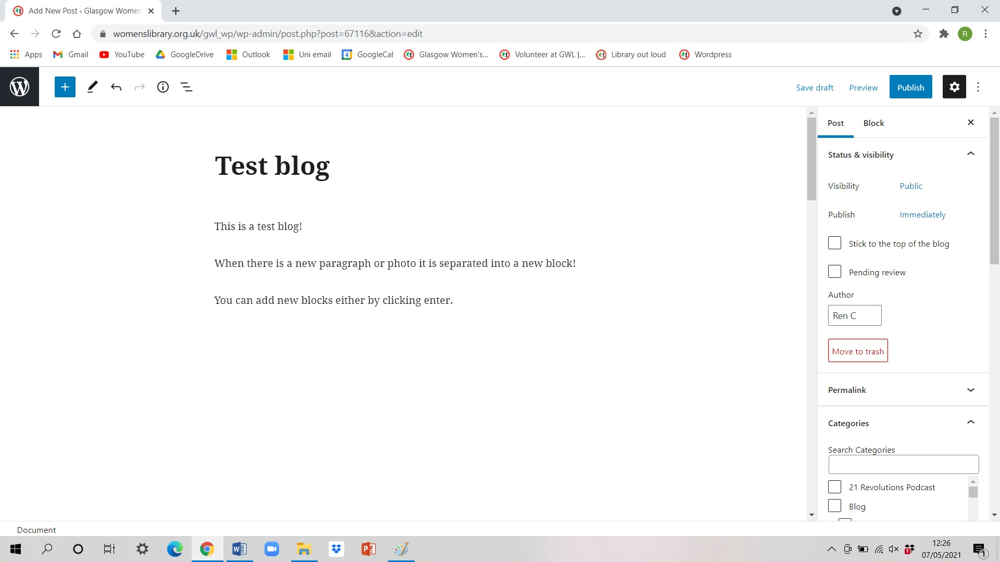 Add New Post ‹ Glasgow Women
womenslibrary.org.uk/gwl_wp/wp-admin/post.php?post=67116&action=edit
R
Apps Gmail YouTube GoogleDrive Outlook Uni email 4 GoogleCal Glasgow Women's... Volunteer at GWL |... Library out loud Wordpress
Save draft Preview Publish
Post Block
Test blog
Status & visibility
Visibility Public
Publish Immediately
This is a test blog!
Stick to the top of the blog
When there is a new paragraph or photo it is separated into a new block!
Pending review
Author
You can add new blocks either by clicking enter.
Ren C
Move to trash
Permalink
Categories
Search Categories
21 Revolutions Podcast
Blog
Document
12:26
07/05/2021
1
1